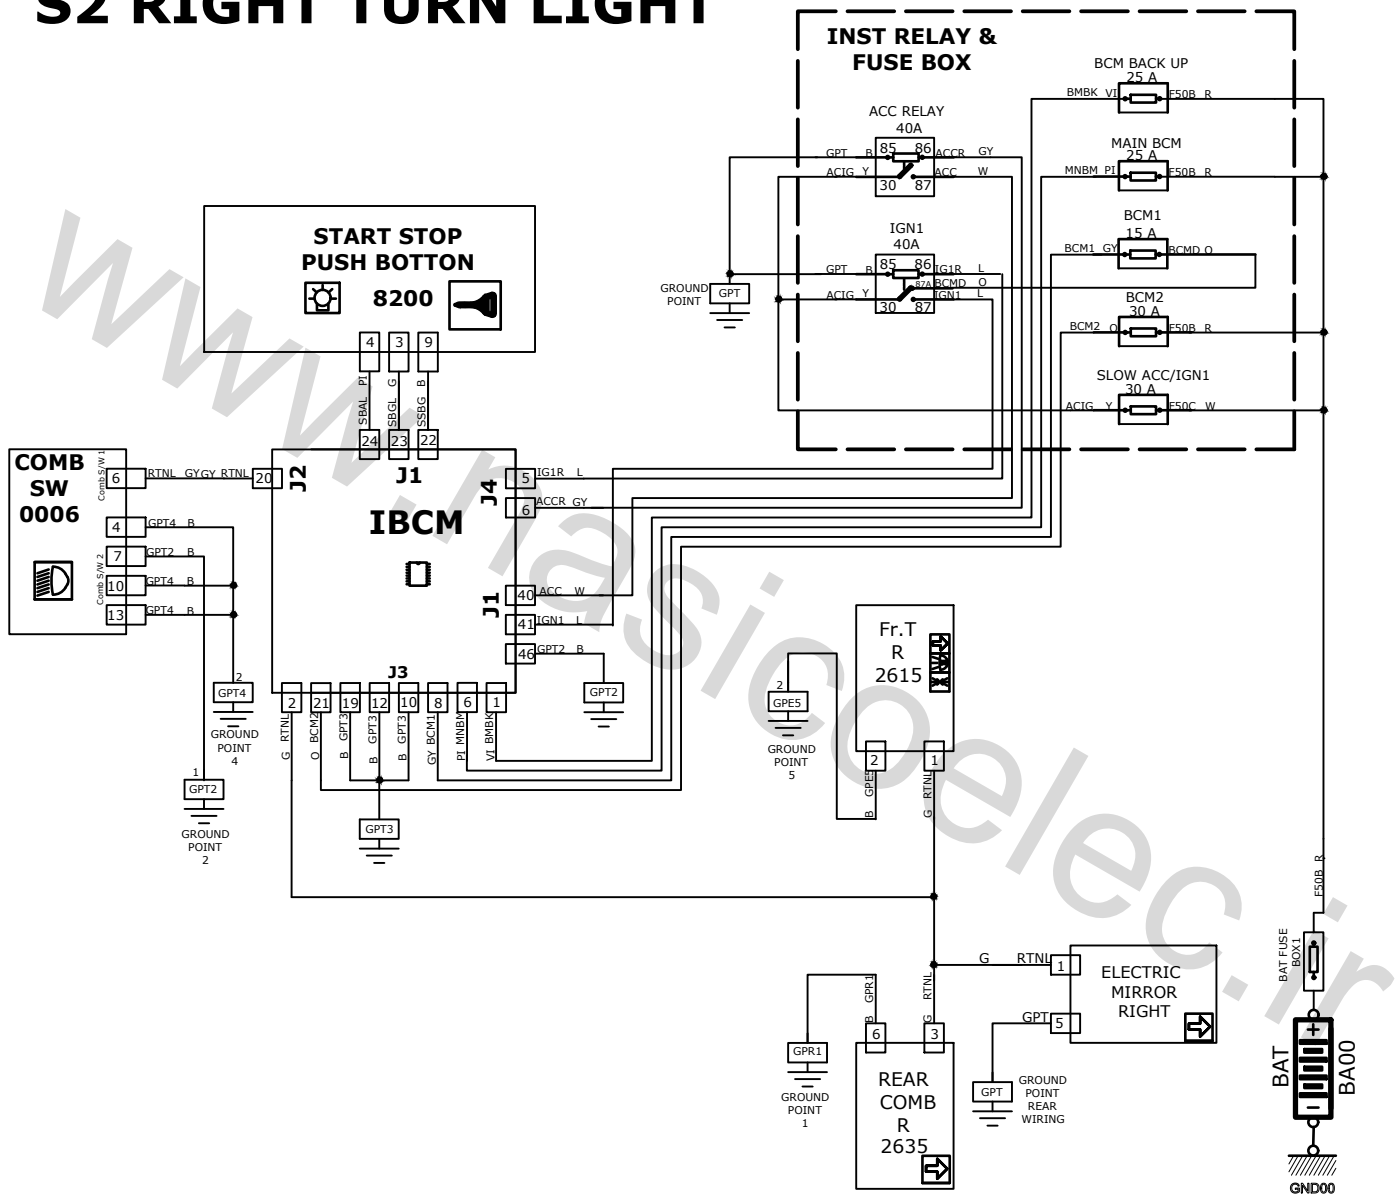 S2 RIGHT TURN LIGHT
INST RELAY &
FUSE BOX
BCM BACK UP
25 A
BMBK VI
F50B R
MAIN BCM
25 A
MNBM PI
F50B R
BCM1
15 A
BCM1 GY
BCMD O
BCM2
30 A
BCM2 O
F50B R
SLOW ACC/IGN1
30 A
ACIG Y
F50C W
ACC RELAY
40A
85 86
30 87
GPT B
ACIG Y
ACCR GY
ACC W
IGN1
40A
85 86
87A
30 87
GPT B
ACIG Y
IG1R L
BCMD O
IGN1 L
GROUND
POINT
GPT
START STOP
PUSH BOTTON
8200
4 3 9
SBAL PI
SBGL G
SSBG B
24 23 22
COMB
SW
0006
Comb S/W 1
Comb S/W 2
6
RTNL GY
GY RTNL
20
4
GPT4 B
7
GPT2 B
10
GPT4 B
13
GPT4 B
J2
J1
J4
IBCM
J1
J3
5
IG1R L
6
ACCR GY
40
ACC W
41
IGN1 L
46
GPT2 B
GPT2
2 21 19 12 10 8 6 1
G RTNL
O BCM2
B GPT3
B GPT3
B GPT3
GY BCM1
PI MNBM
VI BMBK
GPT3
2
GPT4
GROUND
POINT
4
1
GPT2
GROUND
POINT
2
Fr.T
R
2615
2 1
B GPE5
G RTNL
2
GPE5
GROUND
POINT
5
G RTNL
1
ELECTRIC
MIRROR
RIGHT
GPT
5
GPT
GROUND
POINT
REAR
WIRING
B GPR1
G RTNL
6 3
REAR
COMB
R
2635
GPR1
GROUND
POINT
1
F50B R
BAT FUSE
BOX1
+
BAT
BA00
−
GND00
www.nasicoelec.ir